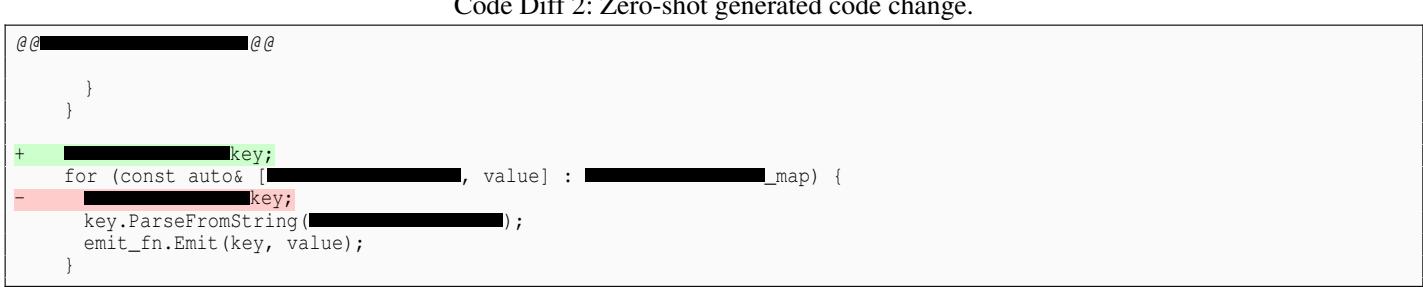 Code Diff 2: Zero-shot generated code change.
@@ @@
}
}
+ key;
for (const auto& [ , value] : _map) {
- key;
key.ParseFromString( );
emit_fn.Emit(key, value);
}